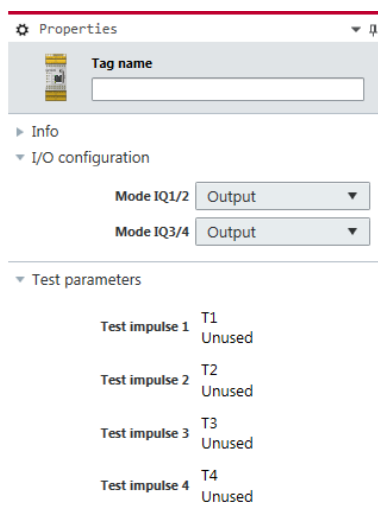 Properties
Tag name
Info
I/O configuration
Mode IQ1/2 Output
Mode IQ3/4 Output
Test parameters
Test impulse 1 T1
Unused
Test impulse 2 T2
Unused
Test impulse 3 T3
Unused
Test impulse 4 T4
Unused